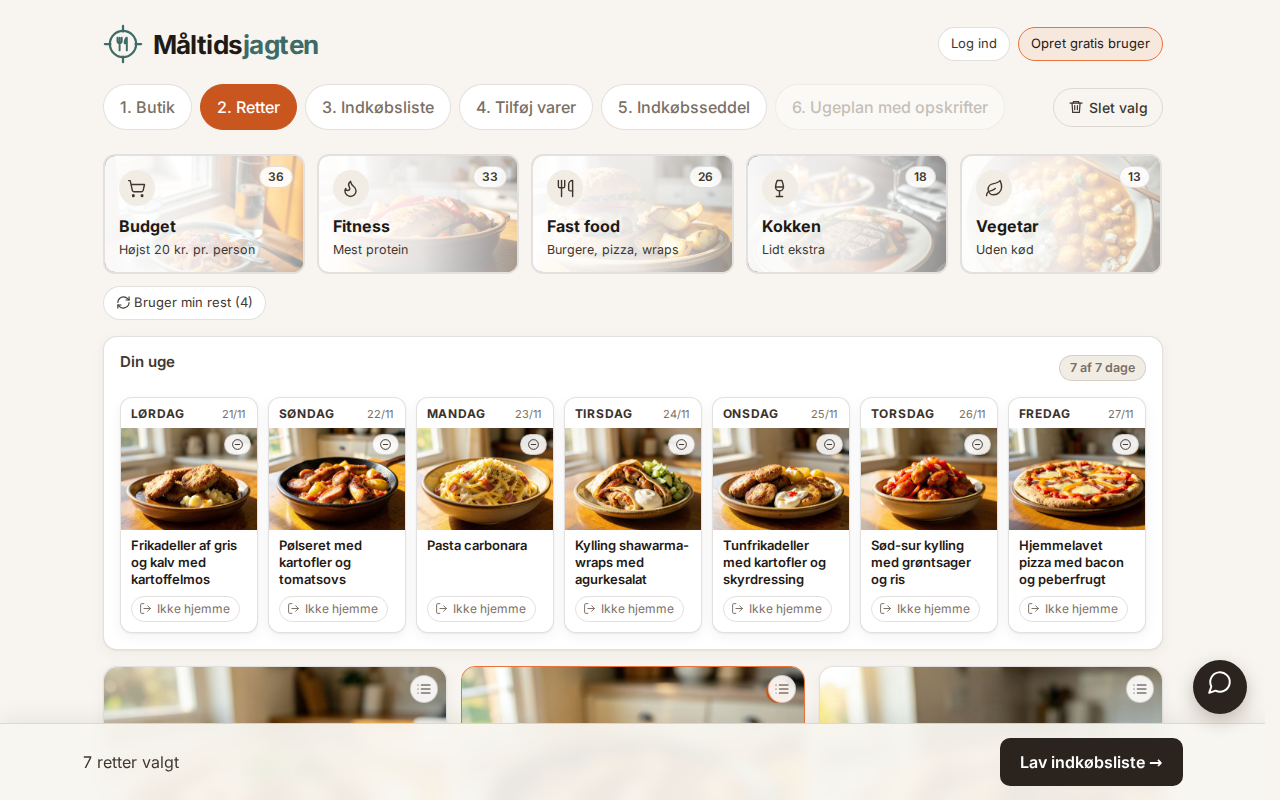 Måltidsjagten
Log ind
Opret gratis bruger
1. Butik
2. Retter
3. Indkøbsliste
4. Tilføj varer
5. Indkøbsseddel
6. Ugeplan med opskrifter
Slet valg
36
Budget
Højst 20 kr. pr. person
33
Fitness
Mest protein
26
Fast food
Burgere, pizza, wraps
18
Kokken
Lidt ekstra
13
Vegetar
Uden kød
Bruger min rest (4)
Din uge
7 af 7 dage
LØRDAG 21/11
Frikadeller af gris
og kalv med
kartoffelmos
Ikke hjemme
SØNDAG 22/11
Pølseret med
kartofler og
tomatsovs
Ikke hjemme
MANDAG 23/11
Pasta carbonara
Ikke hjemme
TIRSDAG 24/11
Kylling shawarma-
wraps med
agurkesalat
Ikke hjemme
ONSDAG 25/11
Tunfrikadeller
med kartofler og
skyrdressing
Ikke hjemme
TORSDAG 26/11
Sød-sur kylling
med grøntsager
og ris
Ikke hjemme
FREDAG 27/11
Hjemmelavet
pizza med bacon
og peberfrugt
Ikke hjemme
7 retter valgt
Lav indkøbsliste →